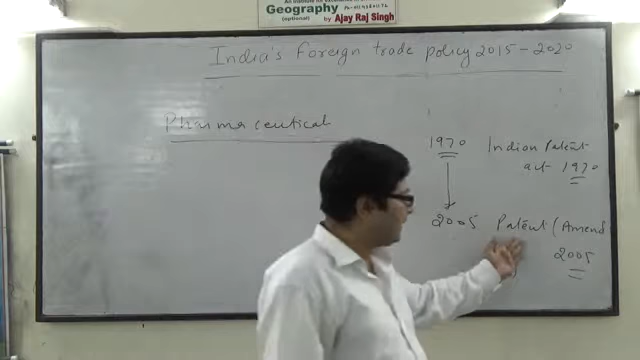 Geography
(optional) by Ajay Raj Singh
India's Foreign trade policy 2015-2020
Pharmaceutical
1970 Indian Patent
act 1970
2005 Patent (Amend
2005